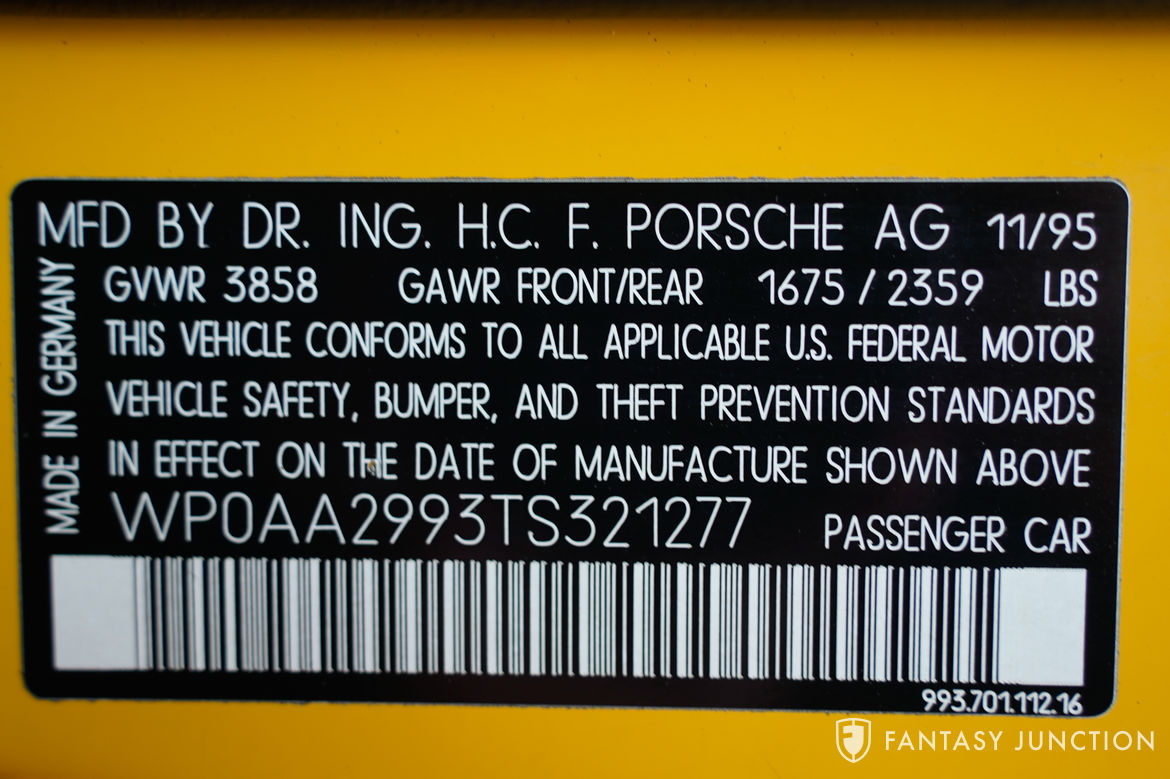 MFD BY DR. ING. H.C. F. PORSCHE AG 11/95
GVWR 3858 GAWR FRONT/REAR 1675 / 2359 LBS
THIS VEHICLE CONFORMS TO ALL APPLICABLE U.S. FEDERAL MOTOR
VEHICLE SAFETY, BUMPER, AND THEFT PREVENTION STANDARDS
IN EFFECT ON THE DATE OF MANUFACTURE SHOWN ABOVE
WP0AA2993TS321277 PASSENGER CAR
MADE IN GERMANY
993.701.112.16
FANTASY JUNCTION